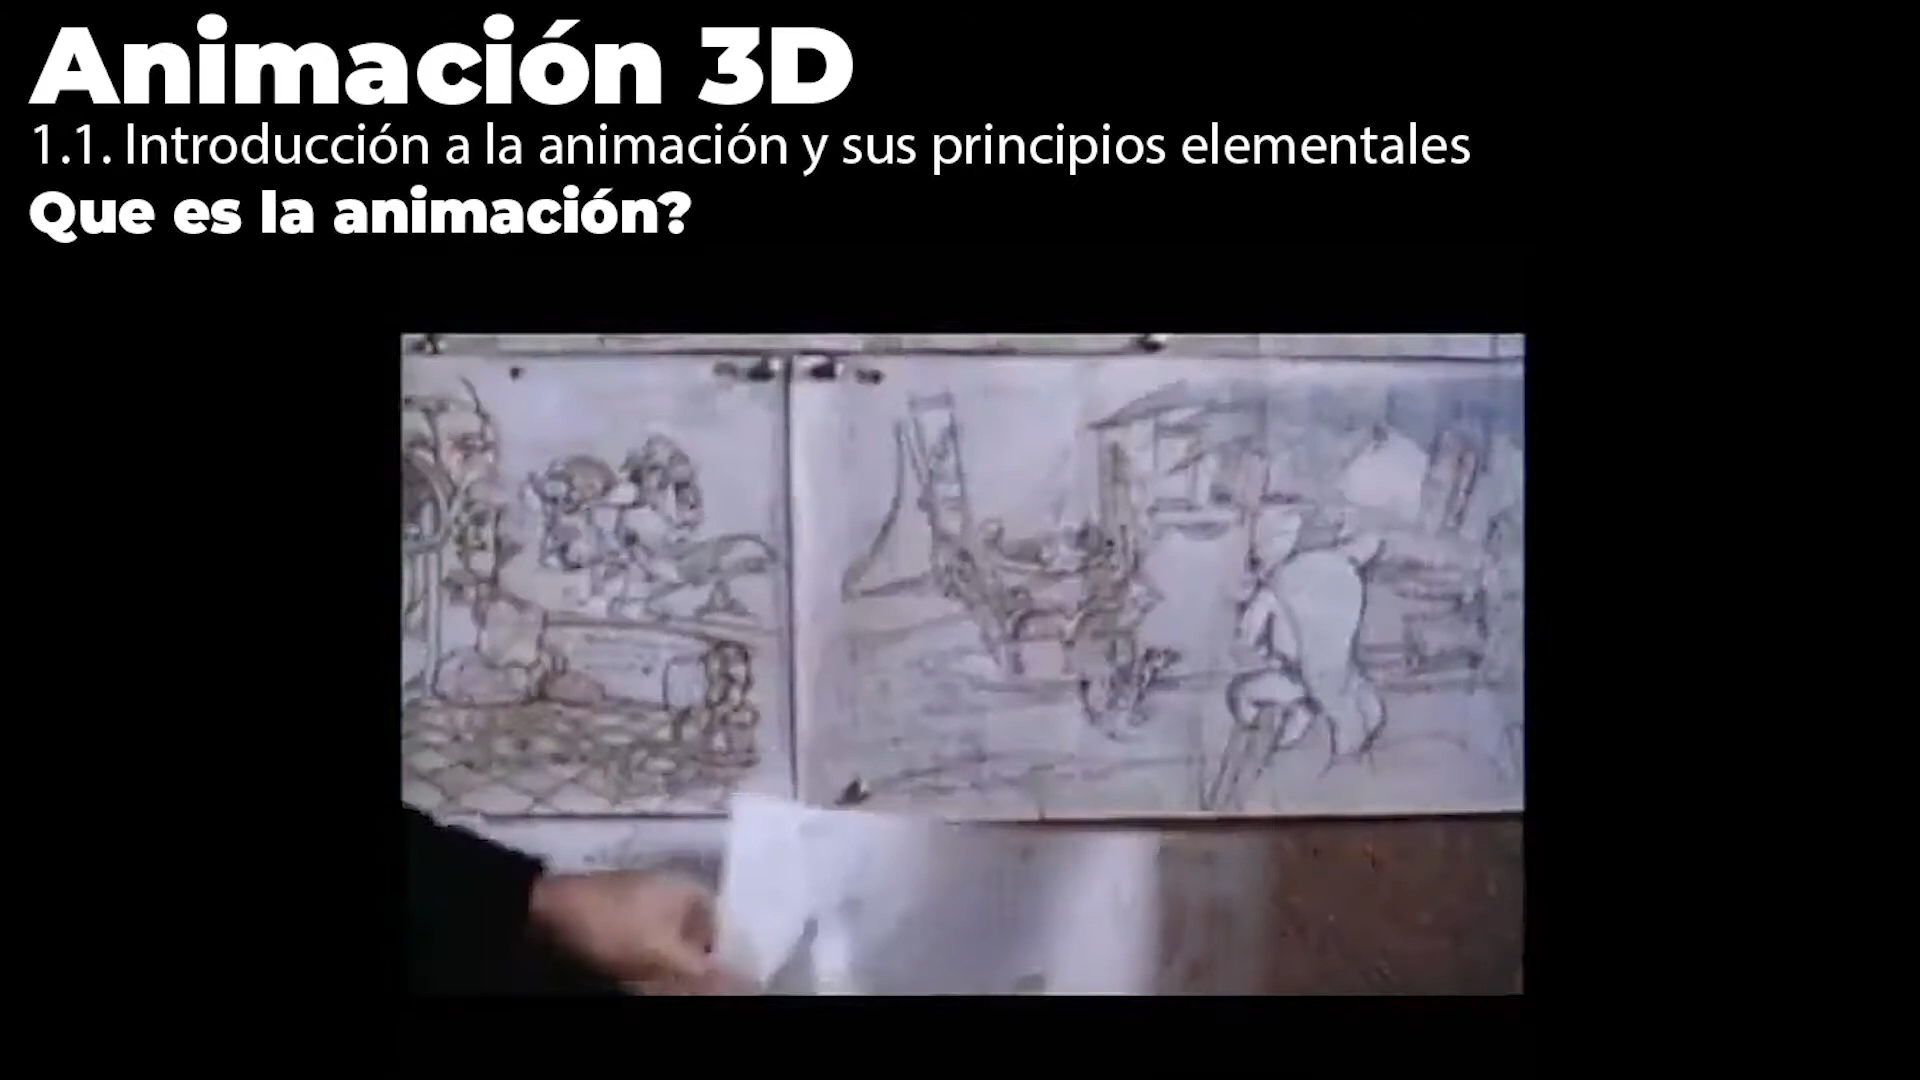 Animación 3D
1.1. Introducción a la animación y sus principios elementales
Que es la animación?